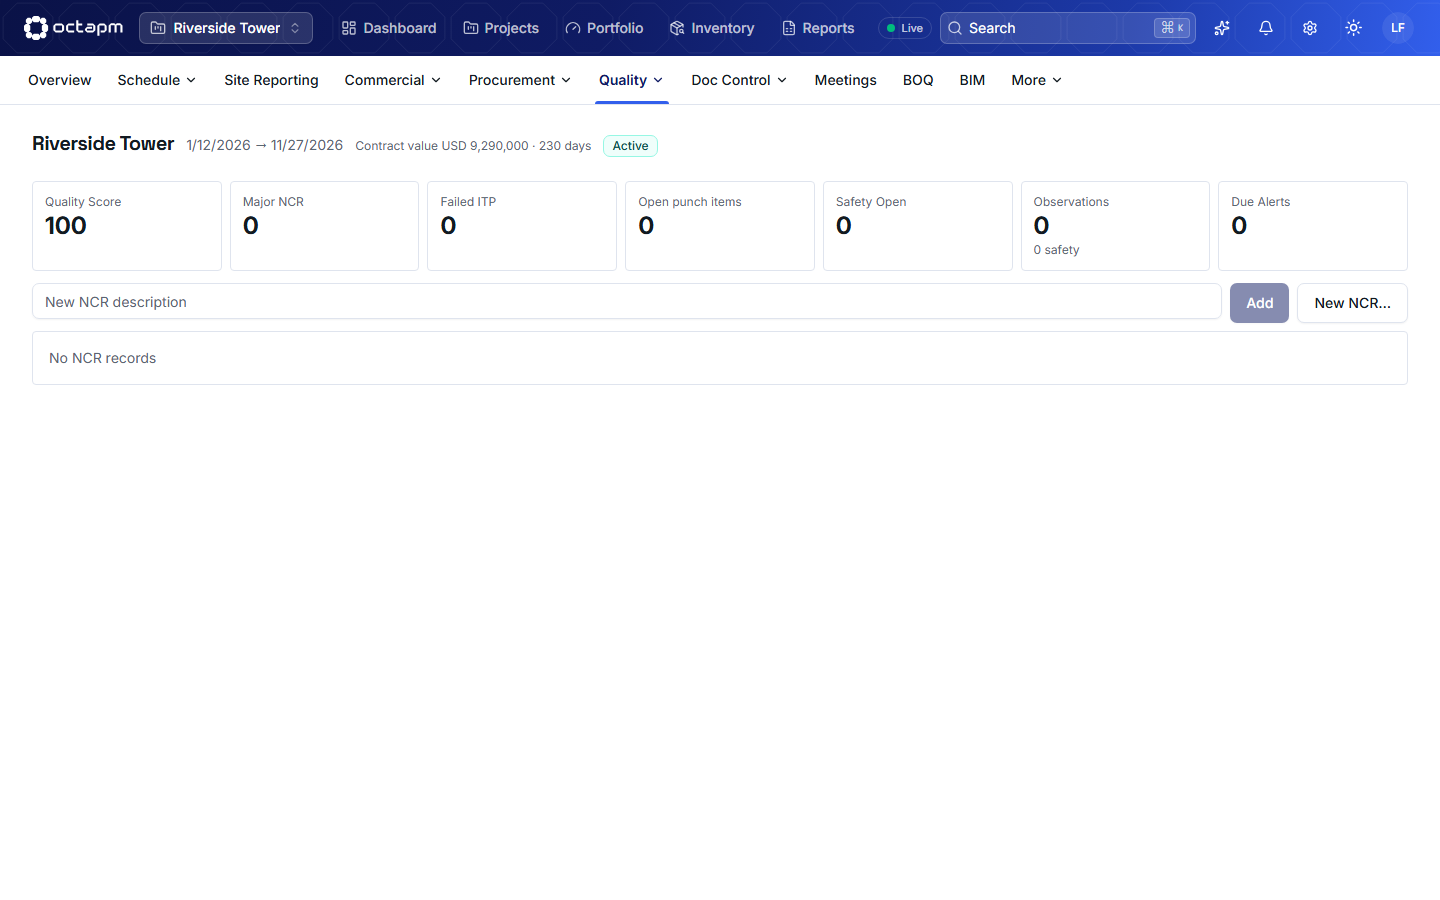 octapm Riverside Tower Dashboard Projects Portfolio Inventory Reports Live Search ⌘ K LF
Overview Schedule Site Reporting Commercial Procurement Quality Doc Control Meetings BOQ BIM More
Riverside Tower 1/12/2026 → 11/27/2026 Contract value USD 9,290,000 · 230 days Active
Quality Score Major NCR Failed ITP Open punch items Safety Open Observations Due Alerts
100 0 0 0 0 0 0
0 safety
New NCR description Add New NCR...
No NCR records